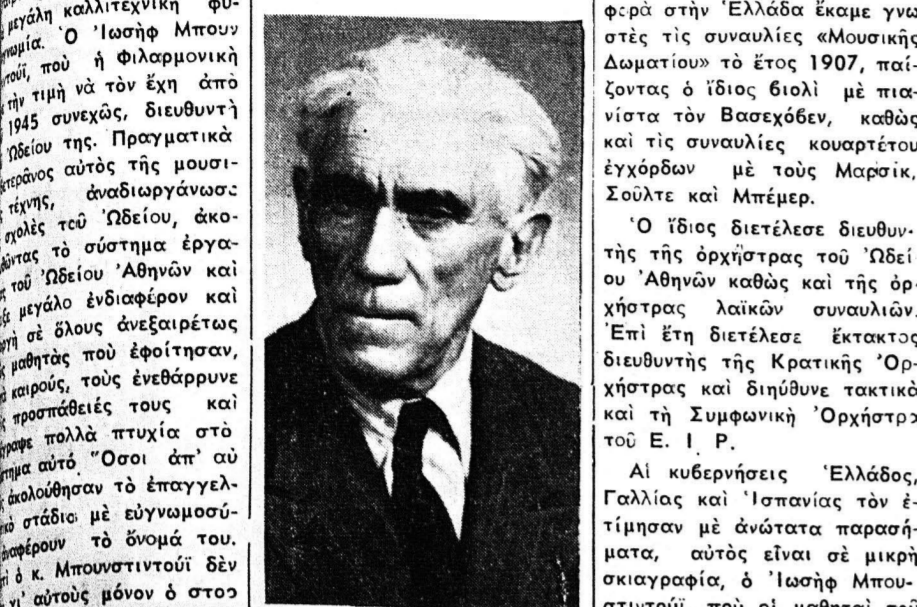 μεγάλη καλλιτεχνικὴ φυ-
Ὁ Ἰωσὴφ Μπουν
ποὺ ἡ Φιλαρμονικὴ
τὴν τιμὴ νὰ τὸν ἔχη ἀπὸ
1945 συνεχῶς, διευθυντὴ
Ὠδείου της. Πραγματικὰ
αὐτὸς τῆς μουσι-
τέχνης, ἀναδιωργάνωσε
σχολὲς τοῦ Ὠδείου, ἀκο-
τὸ σύστημα ἐργα-
τοῦ Ὠδείου Ἀθηνῶν καὶ
μεγάλο ἐνδιαφέρον καὶ
σὲ ὅλους ἀνεξαιρέτως
μαθητὰς ποὺ ἐφοίτησαν,
καιρούς, τοὺς ἐνεθάρρυνε
προσπάθειές τους καὶ
πολλὰ πτυχία στὸ
αὐτό. Ὅσοι ἀπ' αὐ
ἀκολούθησαν τὸ ἐπαγγελ-
στάδιο μὲ εὐγνωμοσύ-
τὸ ὄνομά του.
ὁ κ. Μπουνστιντούϊ δὲν
γι' αὐτοὺς μόνον ὁ
φορὰ στὴν Ἑλλάδα ἔκαμε γνω
στὲς τὶς συναυλίες «Μουσικῆς
Δωματίου» τὸ ἔτος 1907, παί-
ζοντας ὁ ἴδιος βιολὶ μὲ πια-
νίστα τὸν Βασεχόβεν, καθὼς
καὶ τὶς συναυλίες κουαρτέτου
ἐγχόρδων μὲ τοὺς Μαρσικ,
Σοῦλτε καὶ Μπέμερ.
Ὁ ἴδιος διετέλεσε διευθυν-
τὴς τῆς ὀρχήστρας τοῦ Ὠδεί
ου Ἀθηνῶν καθὼς καὶ τῆς ὀρ-
χήστρας λαϊκῶν συναυλιῶν.
Ἐπὶ ἔτη διετέλεσε ἔκτακτος
διευθυντὴς τῆς Κρατικῆς Ὀρ-
χήστρας καὶ διηύθυνε τακτικὰ
καὶ τὴ Συμφωνικὴ Ὀρχήστρα
τοῦ Ε. Ι Ρ.
Αἱ κυβερνήσεις Ἑλλάδος,
Γαλλίας καὶ Ἱσπανίας τὸν ἐ-
τίμησαν μὲ ἀνώτατα παρασή-
ματα, αὐτὸς εἶναι σὲ μικρὴ
σκιαγραφία, ὁ Ἰωσὴφ Μπου-